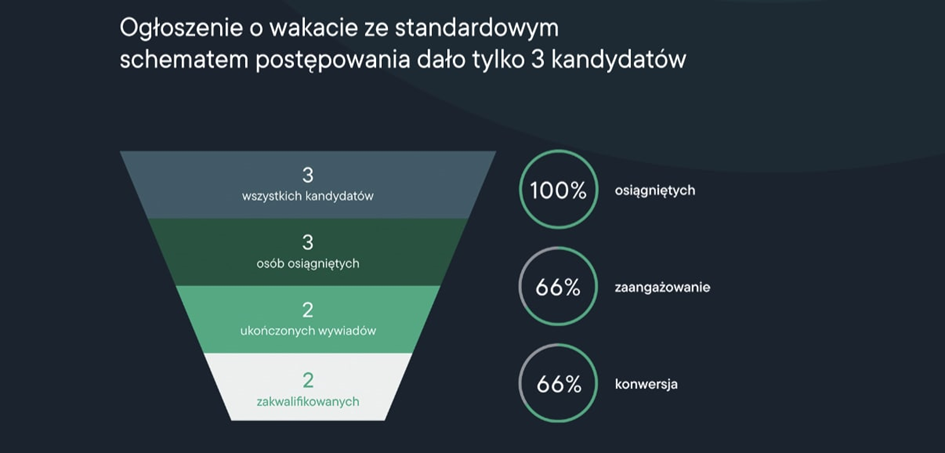 Ogłoszenie o wakacie ze standardowym
schematem postępowania dało tylko 3 kandydatów
3
wszystkich kandydatów
3
osób osiągniętych
2
ukończonych wywiadów
2
zakwalifikowanych
100% osiągniętych
66% zaangażowanie
66% konwersja